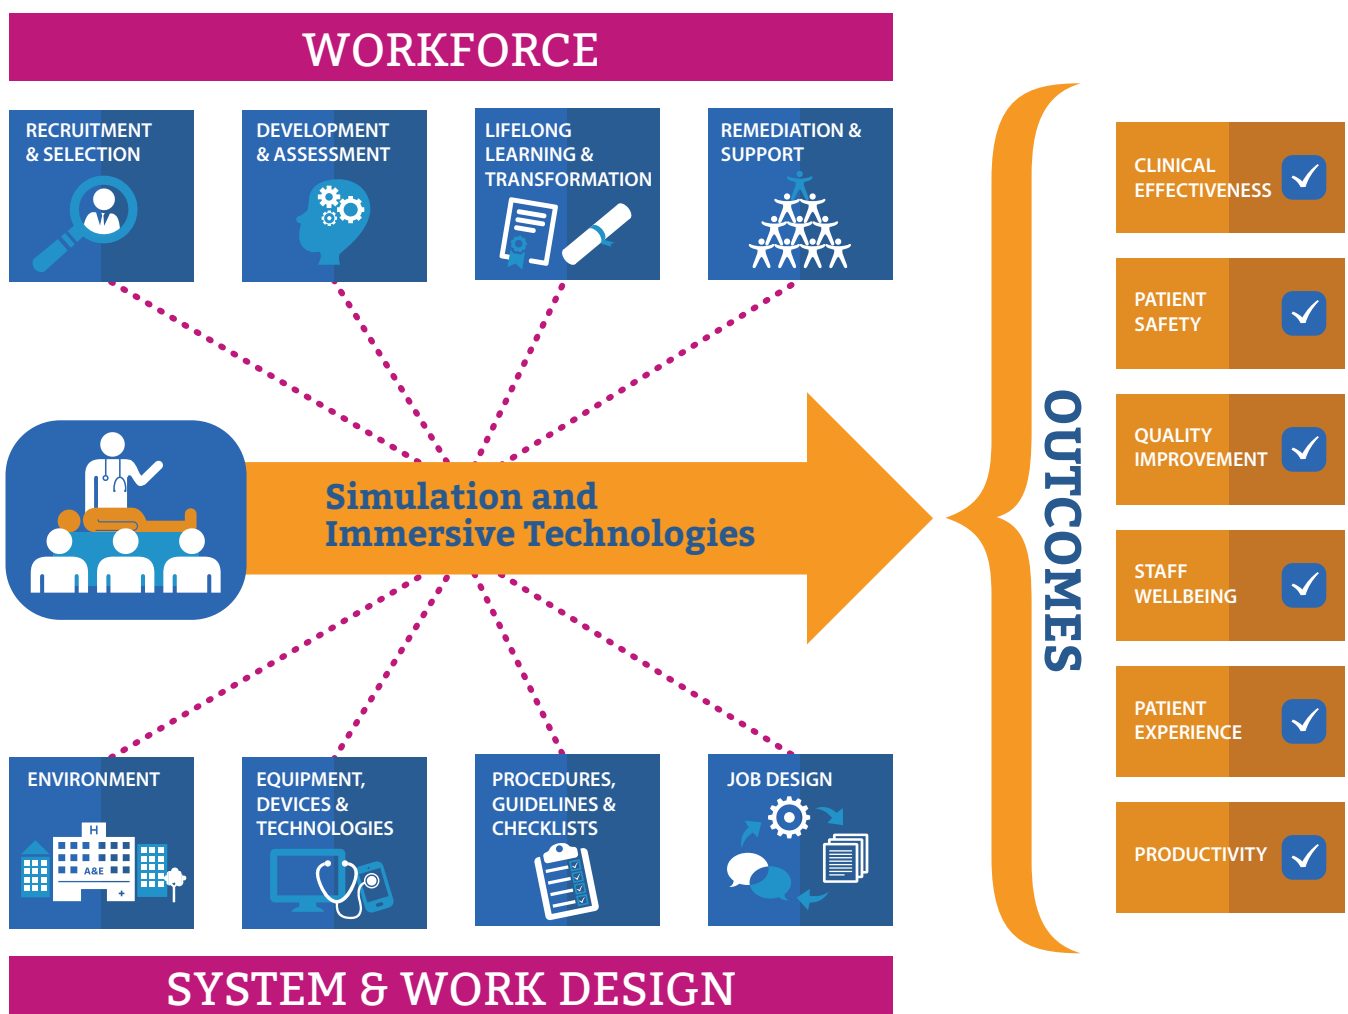 WORKFORCE
RECRUITMENT
& SELECTION
DEVELOPMENT
& ASSESSMENT
LIFELONG
LEARNING &
TRANSFORMATION
REMEDIATION &
SUPPORT
Simulation and
Immersive Technologies
ENVIRONMENT
H
A&E
EQUIPMENT,
DEVICES &
TECHNOLOGIES
PROCEDURES,
GUIDELINES &
CHECKLISTS
JOB DESIGN
SYSTEM & WORK DESIGN
OUTCOMES
CLINICAL
EFFECTIVENESS
PATIENT
SAFETY
QUALITY
IMPROVEMENT
STAFF
WELLBEING
PATIENT
EXPERIENCE
PRODUCTIVITY